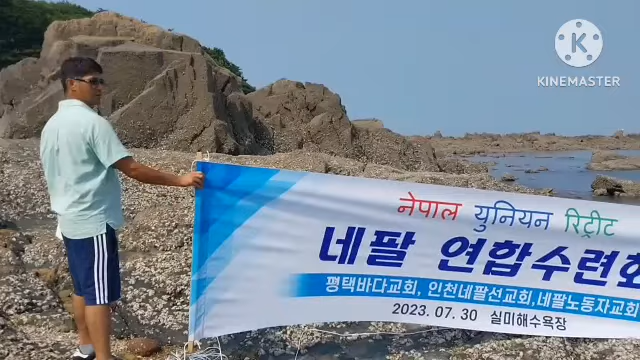 KINEMASTER
नेपाल युनियन रिट्रीट
네팔 연합수련회
평택바다교회, 인천네팔선교회, 네팔노동자교회
2023. 07. 30 실미해수욕장